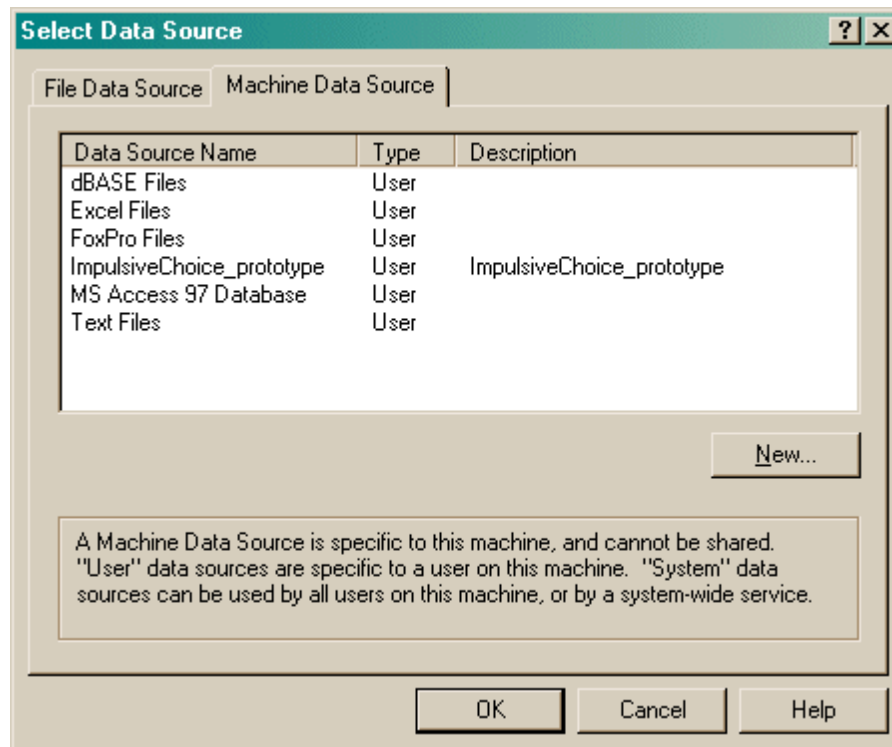 Select Data Source
File Data Source Machine Data Source
Data Source Name Type Description
dBASE Files User
Excel Files User
FoxPro Files User
ImpulsiveChoice_prototype User ImpulsiveChoice_prototype
MS Access 97 Database User
Text Files User
New...
A Machine Data Source is specific to this machine, and cannot be shared.
"User" data sources are specific to a user on this machine. "System" data
sources can be used by all users on this machine, or by a system-wide service.
OK Cancel Help